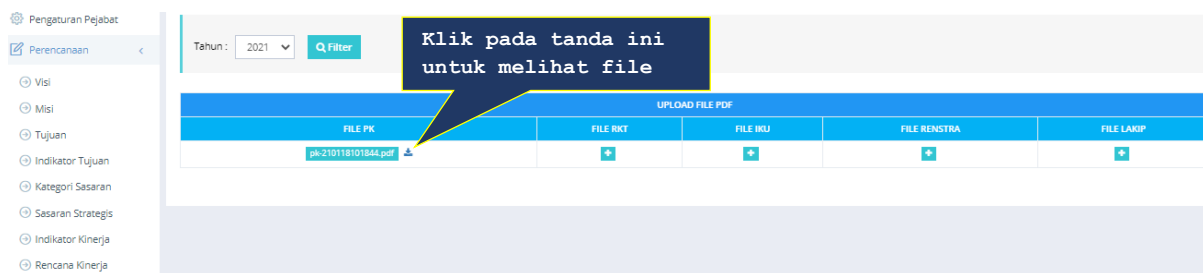 Pengaturan Pejabat
Perencanaan
Visi
Misi
Tujuan
Indikator Tujuan
Kategori Sasaran
Sasaran Strategis
Indikator Kinerja
Rencana Kinerja
Tahun : 2021 Filter
Klik pada tanda ini
untuk melihat file
UPLOAD FILE PDF
FILE PK FILE RKT FILE IKU FILE RENSTRA FILE LAKIP
pk-210118101844.pdf